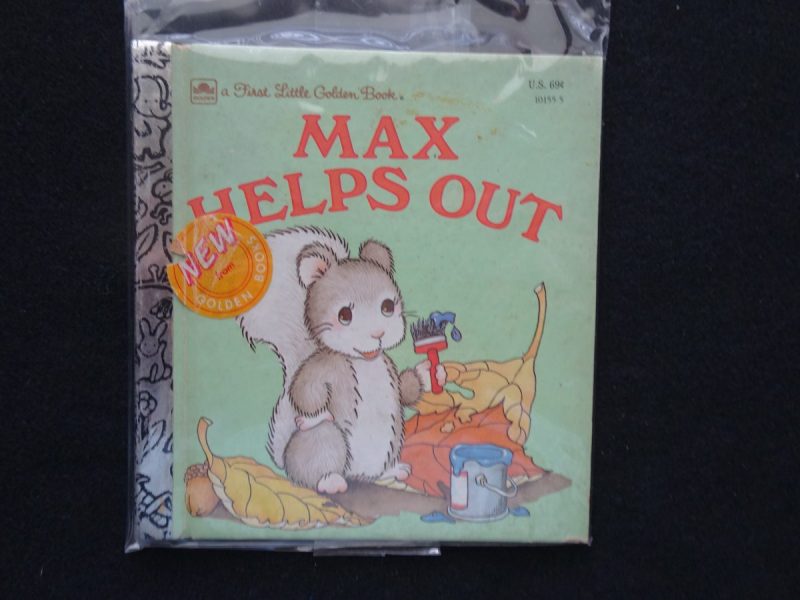 a First Little Golden Book®
U.S. 69¢
10155-5
MAX
HELPS OUT
NEW
from
GOLDEN BOOKS